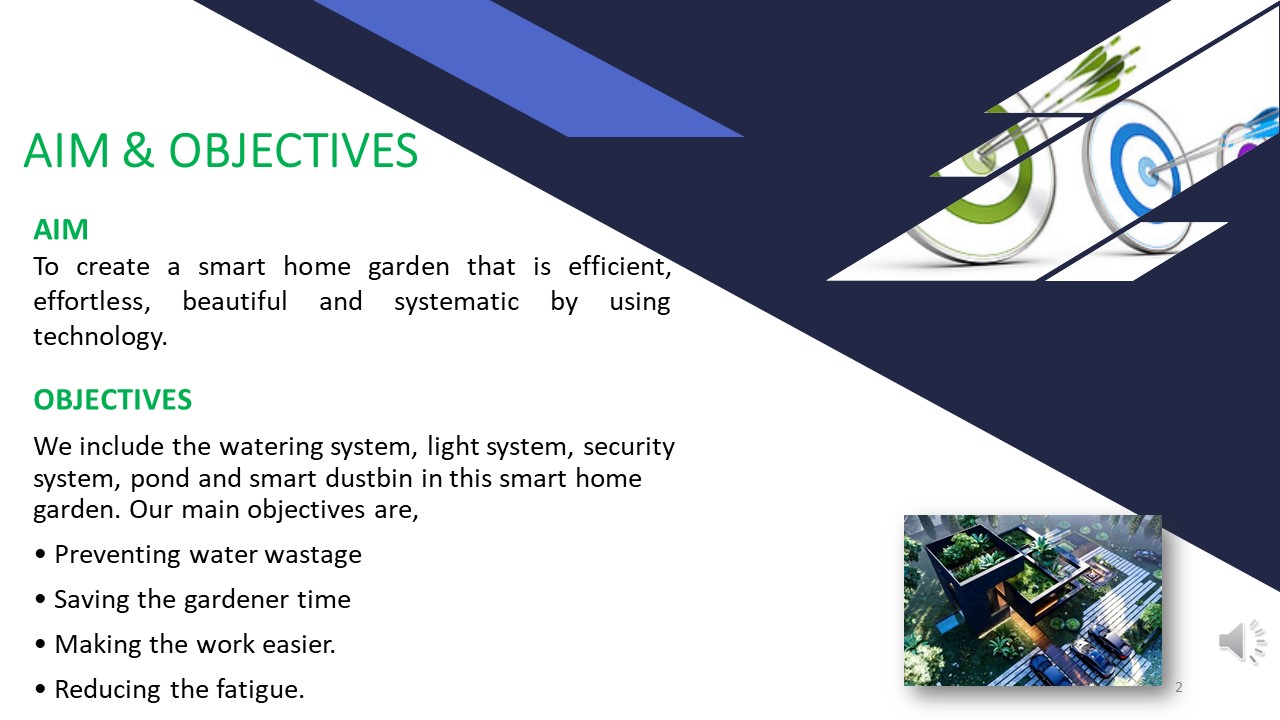 AIM & OBJECTIVES
AIM
To create a smart home garden that is efficient,
effortless, beautiful and systematic by using
technology.
OBJECTIVES
We include the watering system, light system, security
system, pond and smart dustbin in this smart home
garden. Our main objectives are,
• Preventing water wastage
• Saving the gardener time
• Making the work easier.
• Reducing the fatigue.
2